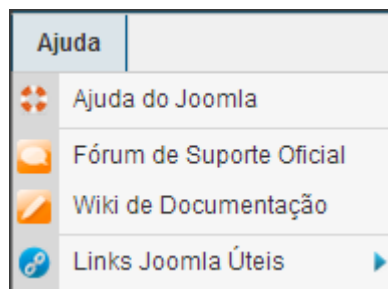 Ajuda
Ajuda do Joomla
Fórum de Suporte Oficial
Wiki de Documentação
Links Joomla Úteis